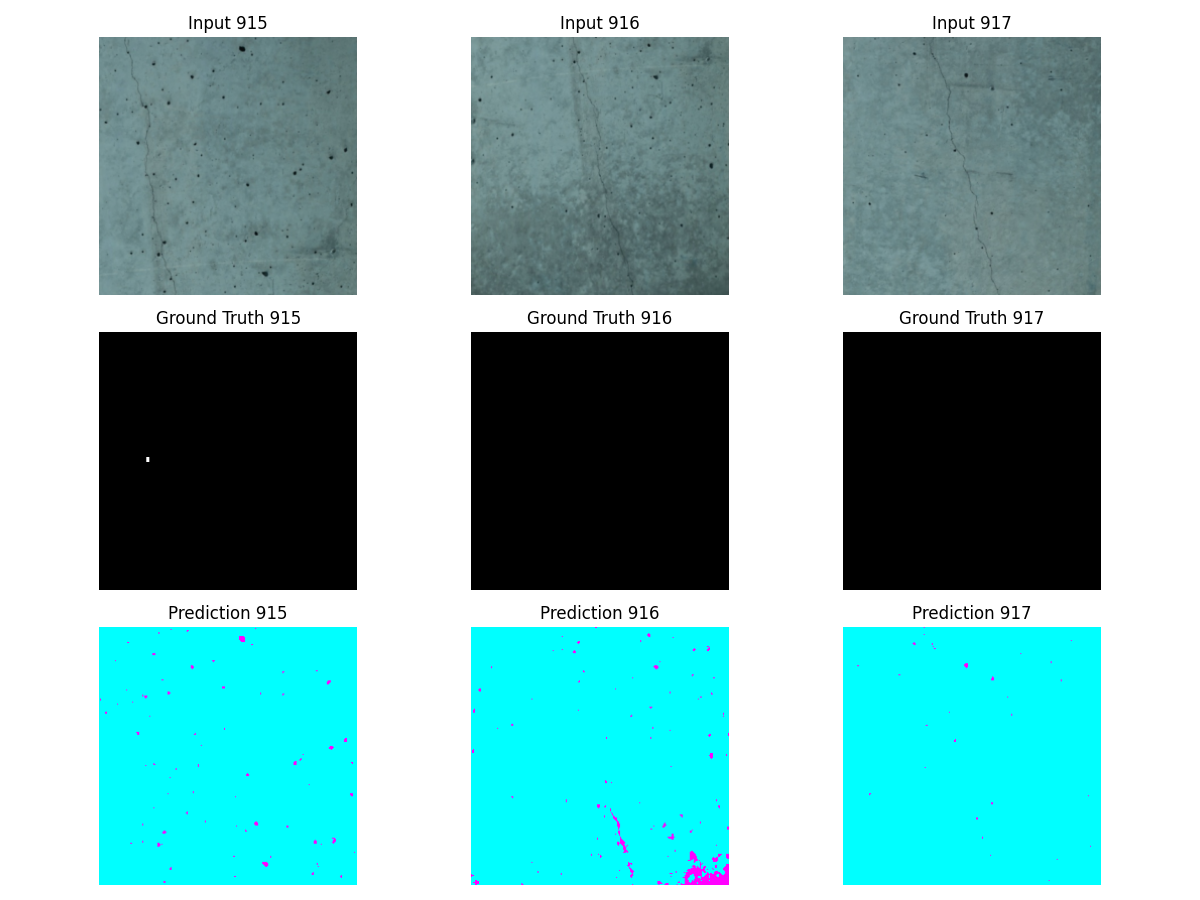 Input 915
Input 916
Input 917
Ground Truth 915
Ground Truth 916
Ground Truth 917
Prediction 915
Prediction 916
Prediction 917